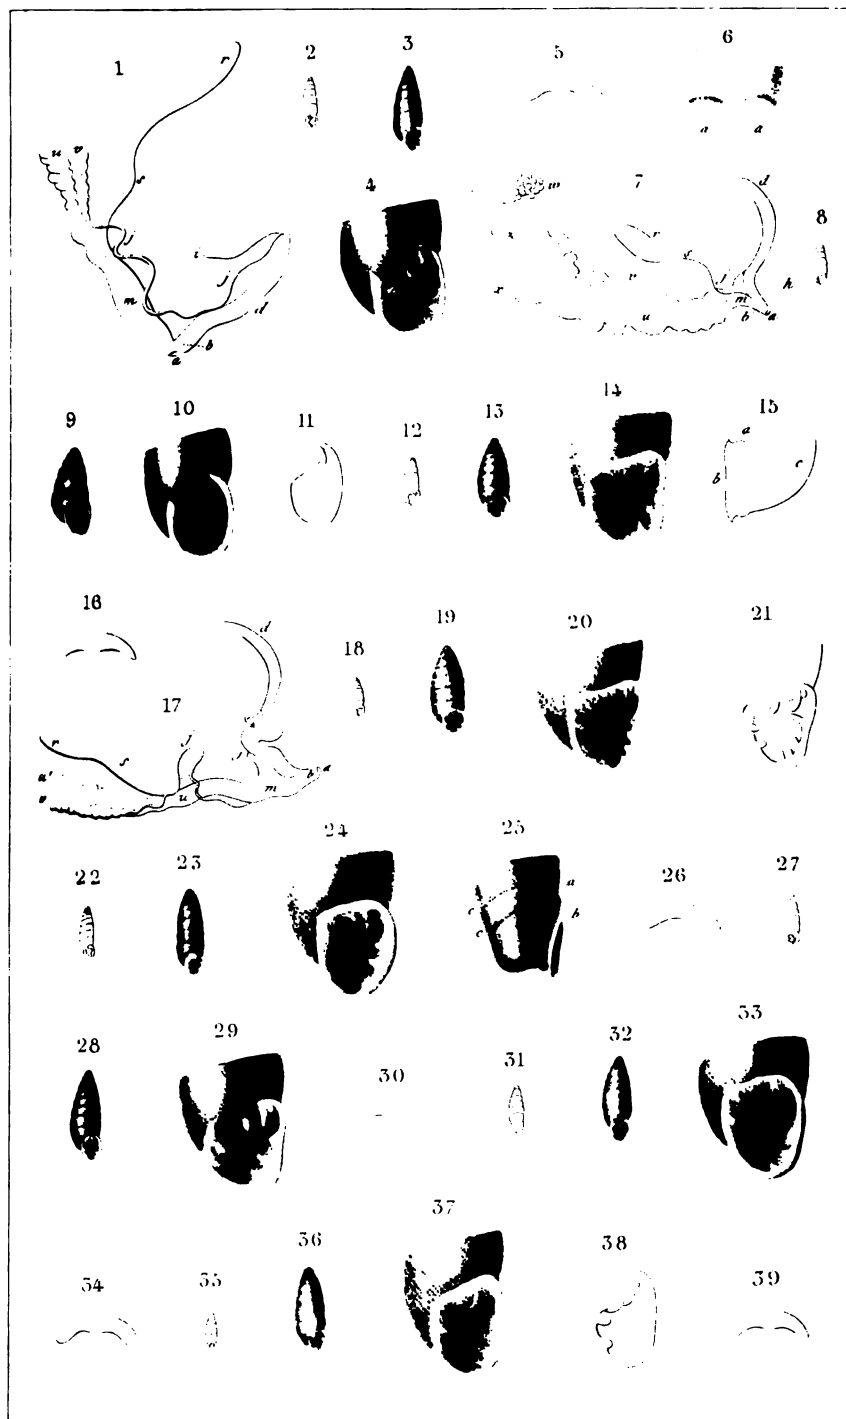 1 2 3 5 6
r
u v
s
a a
4 w 7 d 8
x r s
i j
i j
v l h
x m
m d u b a
b
a
9 10 11 12 13 14 15
a
b c
16 d 18 19 20 21
17
r s j
u' j b a
v u m
22 23 24 25 26 27
a
c b
c
28 29 30 31 32 33
34 35 36 37 38 39